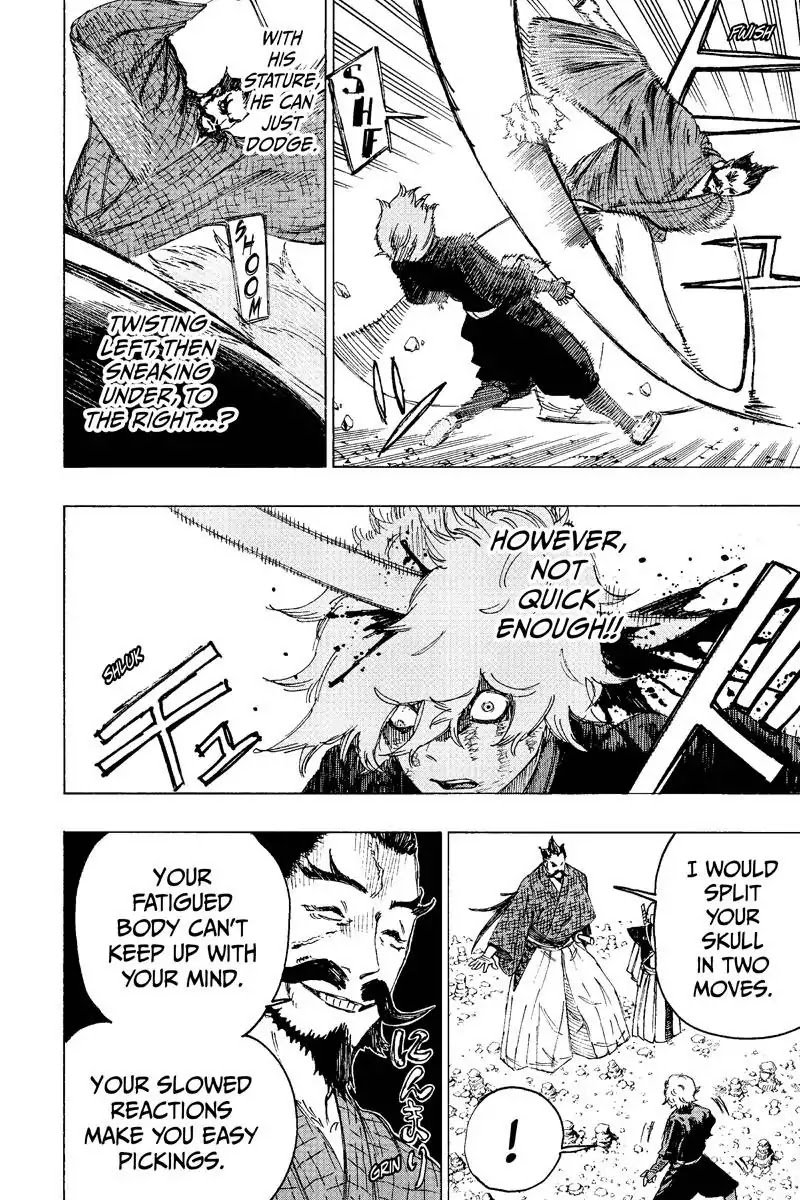 FWISH
SHF
WITH
HIS
STATURE,
HE CAN
JUST
DODGE.
SHOOM
TWISTING
LEFT, THEN
SNEAKING
UNDER, TO
THE RIGHT...?
HOWEVER,
NOT
QUICK
ENOUGH!!
SHLUK
チュ
I WOULD
SPLIT
YOUR
SKULL
IN TWO
MOVES.
!
YOUR
FATIGUED
BODY CAN'T
KEEP UP WITH
YOUR MIND.
YOUR SLOWED
REACTIONS
MAKE YOU EASY
PICKINGS.
にんまり
GRIN